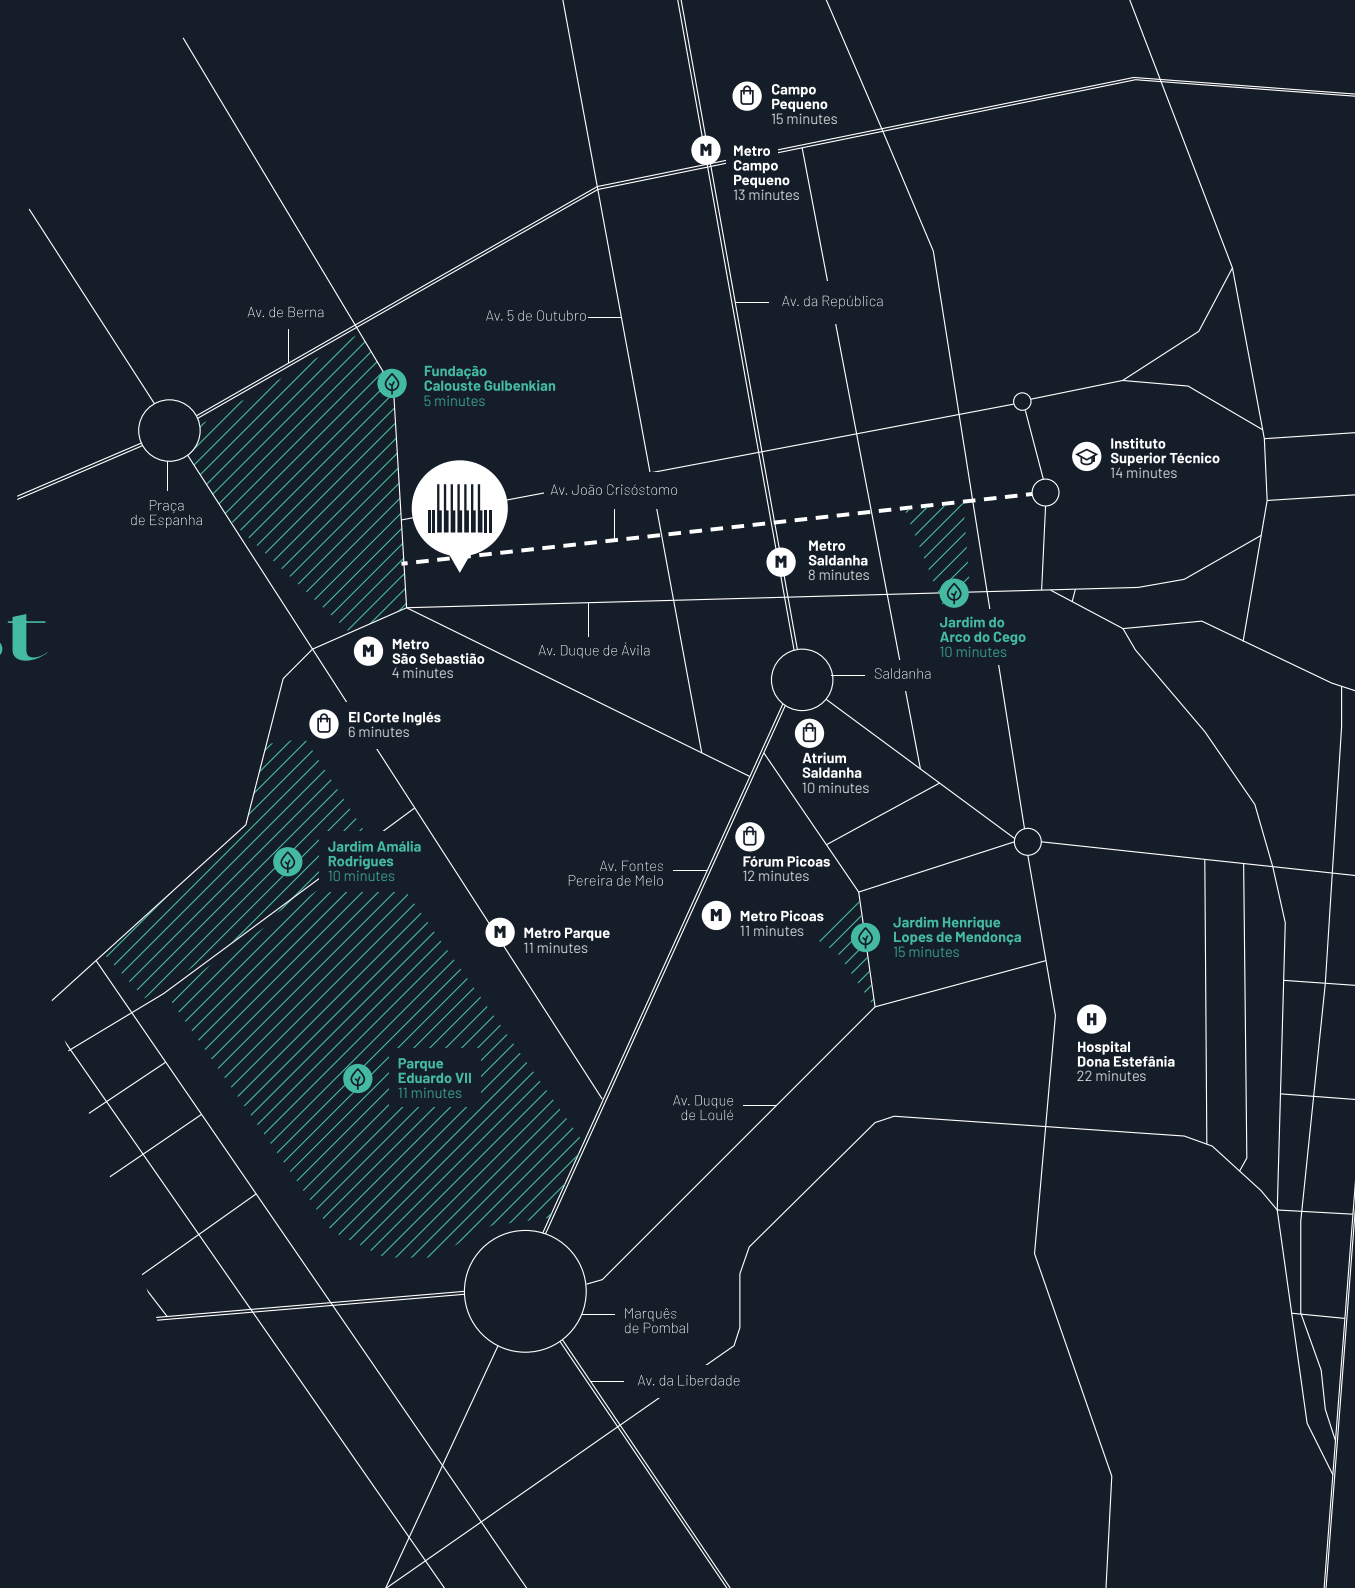 Campo
Pequeno
15 minutes
M
Metro
Campo
Pequeno
13 minutes
Av. da República
Av. de Berna
Av. 5 de Outubro
Fundação
Calouste Gulbenkian
5 minutes
Instituto
Superior Técnico
14 minutes
Av. João Crisóstomo
Praça
de Espanha
M
Metro
Saldanha
8 minutes
Jardim do
Arco do Cego
10 minutes
st
M
Metro
São Sebastião
4 minutes
Av. Duque de Ávila
Saldanha
El Corte Inglés
6 minutes
Atrium
Saldanha
10 minutes
Jardim Amália
Rodrigues
10 minutes
Av. Fontes
Pereira de Melo
Fórum Picoas
12 minutes
M
Metro Parque
11 minutes
M
Metro Picoas
11 minutes
Jardim Henrique
Lopes de Mendonça
15 minutes
H
Hospital
Dona Estefânia
22 minutes
Parque
Eduardo VII
11 minutes
Av. Duque
de Loulé
Marquês
de Pombal
Av. da Liberdade